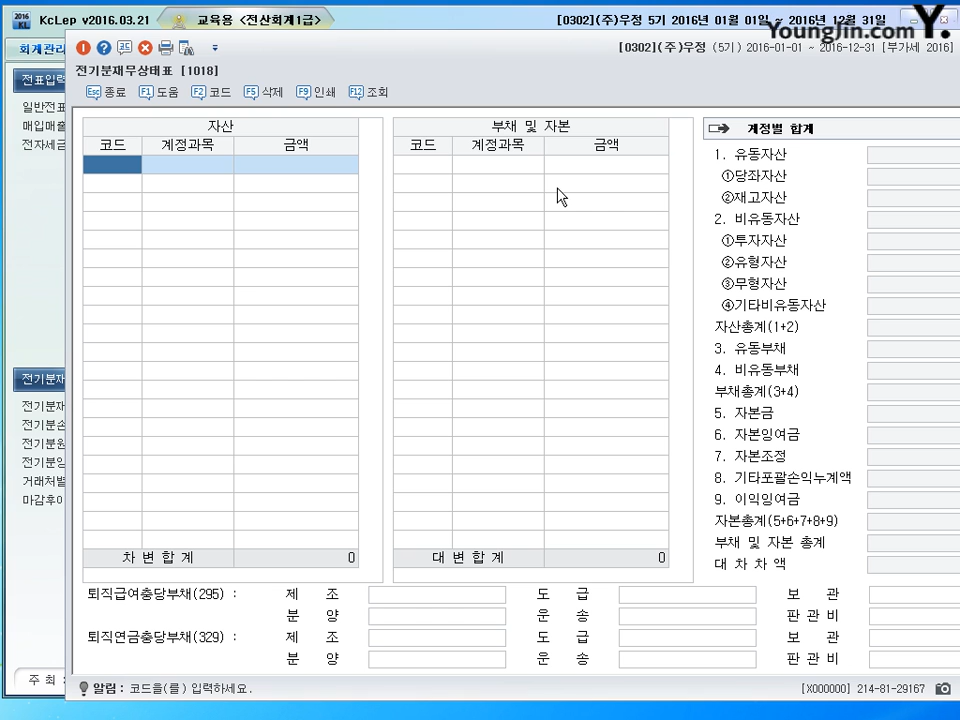 KcLep v2016.03.21 교육용 <전산회계1급> [0302](주)우정 5기 2016년 01월 01일 ~ 2016년 12월 31일
YoungJin.com Y.
회계관리
[0302](주)우정 (5기) 2016-01-01 ~ 2016-12-31 [부가세 2016]
전기분재무상태표 [1018]
Esc 종료 F1 도움 F2 코드 F5 삭제 F9 인쇄 F12 조회
전표입력
일반전표
매입매출
전자세금
전기분재
전기분재
전기분손
전기분원
전기분잉
거래처별
마감후이
주 최 :
자산 부채 및 자본
코드 계정과목 금액 코드 계정과목 금액
차 변 합 계 0 대 변 합 계 0
계정별 합계
1. 유동자산
①당좌자산
②재고자산
2. 비유동자산
①투자자산
②유형자산
③무형자산
④기타비유동자산
자산총계(1+2)
3. 유동부채
4. 비유동부채
부채총계(3+4)
5. 자본금
6. 자본잉여금
7. 자본조정
8. 기타포괄손익누계액
9. 이익잉여금
자본총계(5+6+7+8+9)
부채 및 자본 총계
대 차 차 액
퇴직급여충당부채(295) : 제 조 도 급 보 관
분 양 운 송 판 관 비
퇴직연금충당부채(329) : 제 조 도 급 보 관
분 양 운 송 판 관 비
알림 : 코드을(를) 입력하세요. [X000000] 214-81-29167